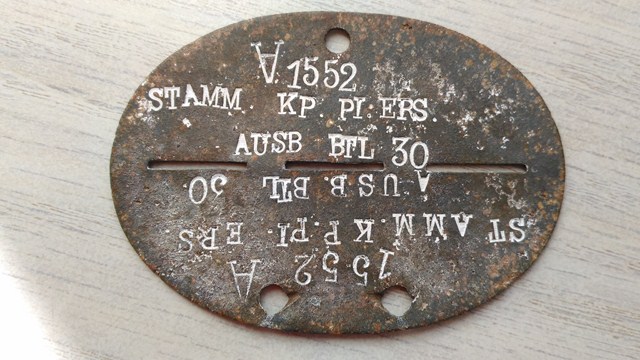 A.1552
STAMM. KP. PI. ERS.
AUSB BTL 30
AUSB. BTL 30
STAMM. KP. PI. ERS.
1552 A